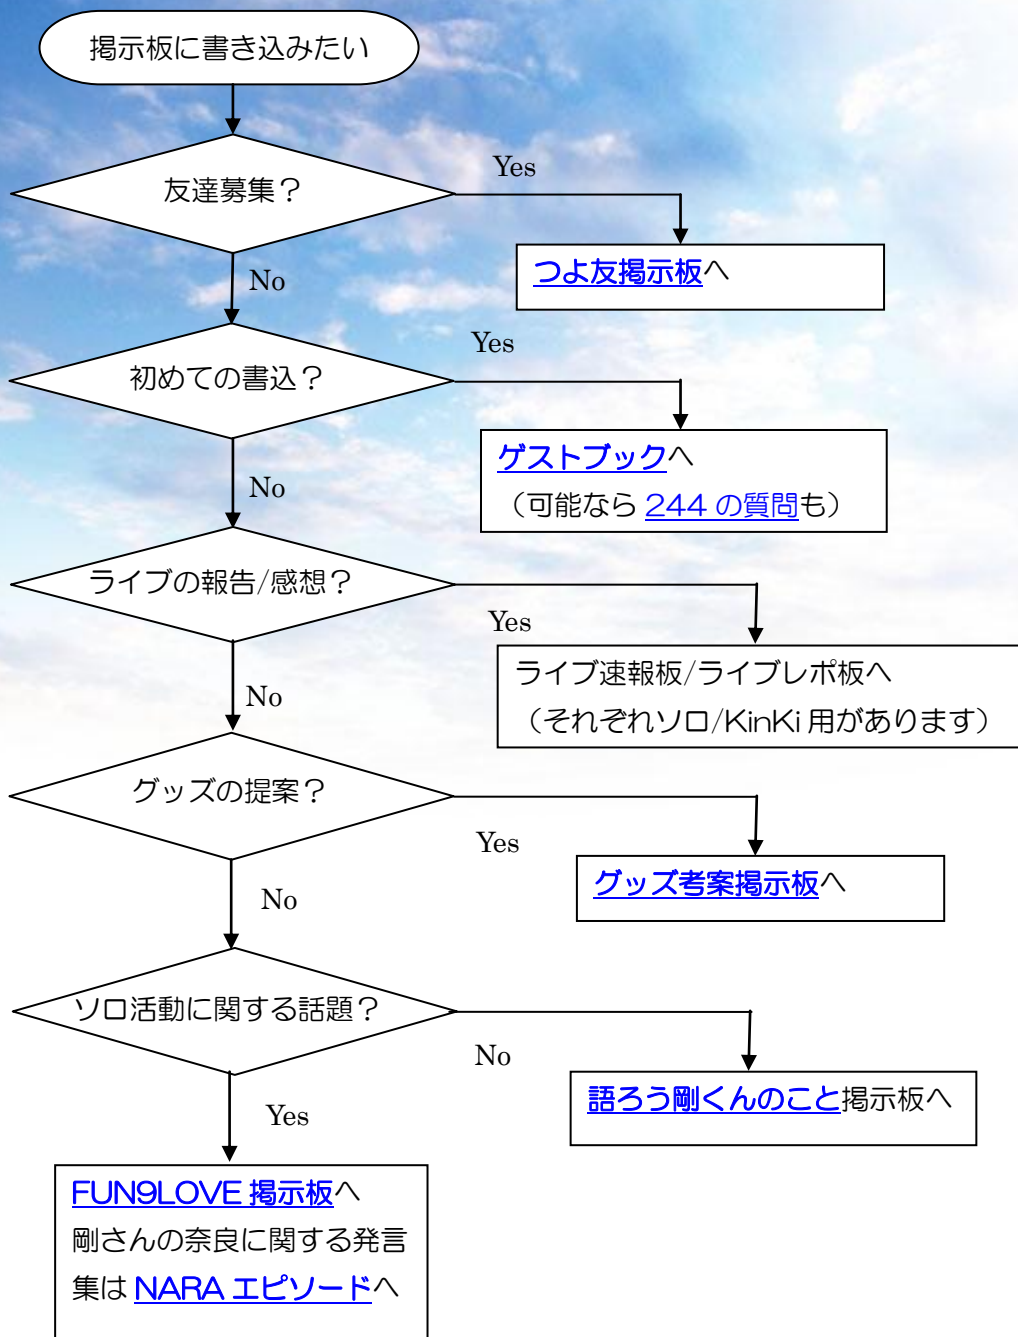 掲示板に書き込みたい
友達募集？
Yes
つよ友掲示板へ
No
初めての書込？
Yes
ゲストブックへ
（可能なら 244 の質問も）
No
ライブの報告/感想？
Yes
ライブ速報板/ライブレポ板へ
（それぞれソロ/KinKi 用があります）
No
グッズの提案？
Yes
グッズ考案掲示板へ
No
ソロ活動に関する話題？
No
語ろう剛くんのこと掲示板へ
Yes
FUN9LOVE 掲示板へ
剛さんの奈良に関する発言
集は NARA エピソードへ